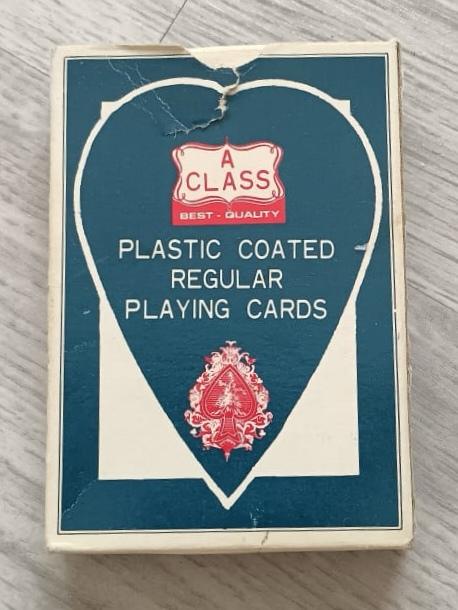 A
CLASS
BEST - QUALITY
PLASTIC COATED
REGULAR
PLAYING CARDS